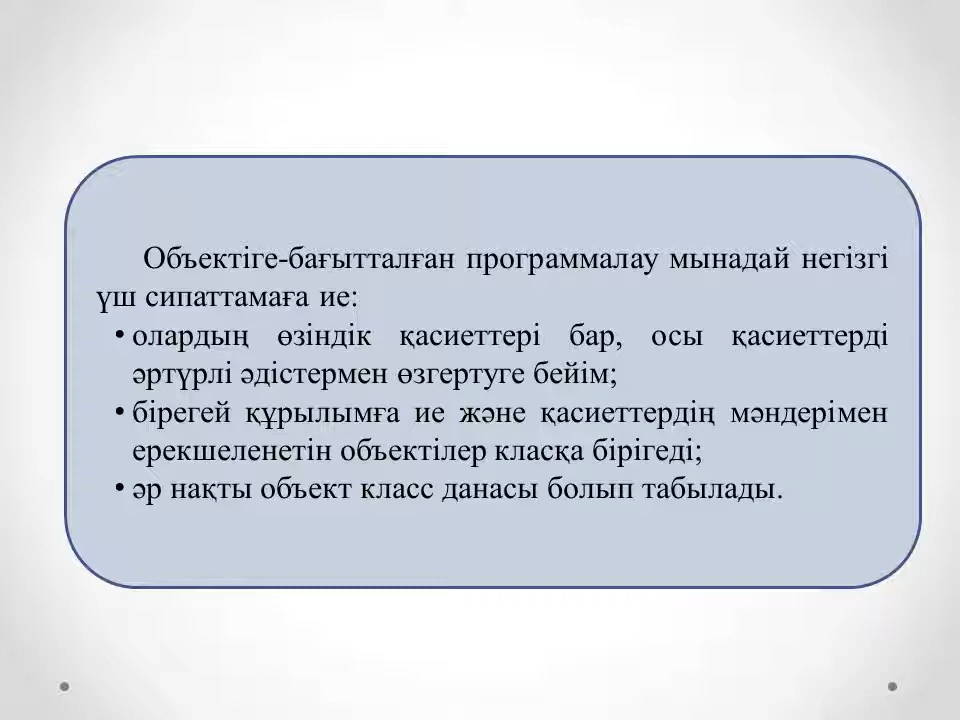 Объектіге-бағытталған программалау мынадай негізгі
үш сипаттамаға ие:
• олардың өзіндік қасиеттері бар, осы қасиеттерді
әртүрлі әдістермен өзгертуге бейім;
• бірегей құрылымға ие және қасиеттердің мәндерімен
ерекшеленетін объектілер класқа бірігеді;
• әр нақты объект класс данасы болып табылады.